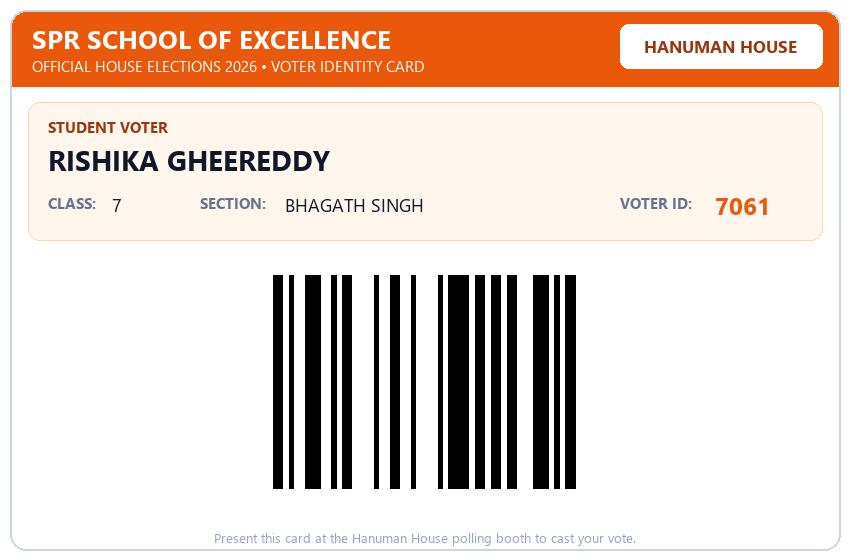 SPR SCHOOL OF EXCELLENCE
HANUMAN HOUSE
OFFICIAL HOUSE ELECTIONS 2026 • VOTER IDENTITY CARD
STUDENT VOTER
RISHIKA GHEEREDDY
CLASS: 7 SECTION: BHAGATH SINGH VOTER ID: 7061
Present this card at the Hanuman House polling booth to cast your vote.